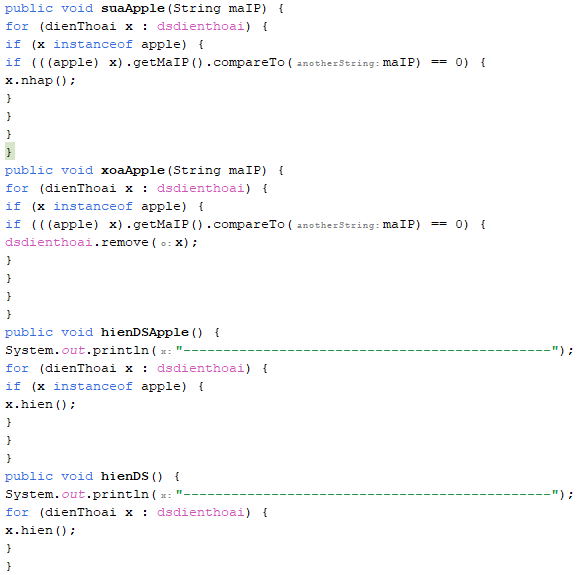 public void suaApple(String maIP) {
for (dienThoai x : dsdienthoai) {
if (x instanceof apple) {
if (((apple) x).getMaIP().compareTo( anotherString: maIP) == 0) {
x.nhap();
}
}
}
}
public void xoaApple(String maIP) {
for (dienThoai x : dsdienthoai) {
if (x instanceof apple) {
if (((apple) x).getMaIP().compareTo( anotherString: maIP) == 0) {
dsdienthoai.remove( o: x);
}
}
}
}
public void hienDSApple() {
System.out.println( x: "----------------------------------------------");
for (dienThoai x : dsdienthoai) {
if (x instanceof apple) {
x.hien();
}
}
}
public void hienDS() {
System.out.println( x: "----------------------------------------------");
for (dienThoai x : dsdienthoai) {
x.hien();
}
}